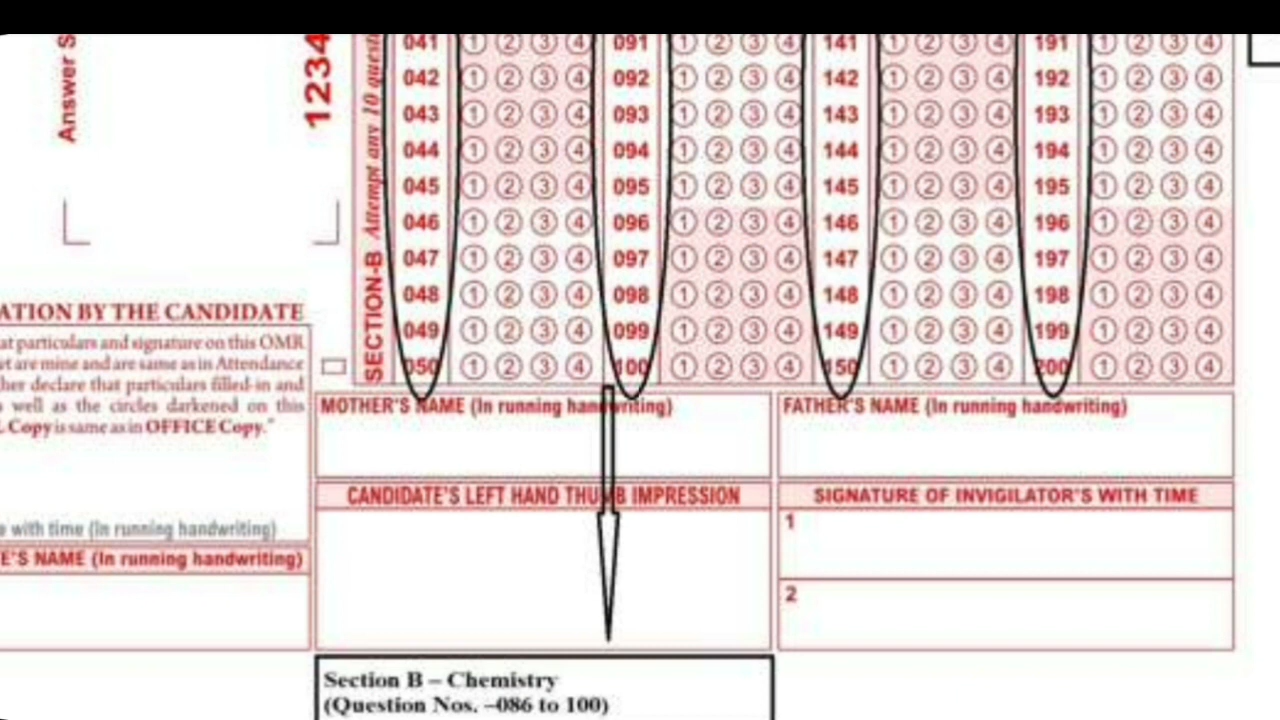 Answer S
1234
SECTION-B Attempt any 10 questi
041 1 2 3 4 091 1 2 3 4 141 1 2 3 4 191 1 2 3 4
042 1 2 3 4 092 1 2 3 4 142 1 2 3 4 192 1 2 3 4
043 1 2 3 4 093 1 2 3 4 143 1 2 3 4 193 1 2 3 4
044 1 2 3 4 094 1 2 3 4 144 1 2 3 4 194 1 2 3 4
045 1 2 3 4 095 1 2 3 4 145 1 2 3 4 195 1 2 3 4
046 1 2 3 4 096 1 2 3 4 146 1 2 3 4 196 1 2 3 4
047 1 2 3 4 097 1 2 3 4 147 1 2 3 4 197 1 2 3 4
048 1 2 3 4 098 1 2 3 4 148 1 2 3 4 198 1 2 3 4
049 1 2 3 4 099 1 2 3 4 149 1 2 3 4 199 1 2 3 4
050 1 2 3 4 100 1 2 3 4 150 1 2 3 4 200 1 2 3 4
ATION BY THE CANDIDATE
at particulars and signature on this OMR
et are mine and are same as in Attendance
her declare that particulars filled-in and
s well as the circles darkened on this
L Copy is same as in OFFICE Copy."
e with time (in running handwriting)
E'S NAME (In running handwriting)
MOTHER'S NAME (In running handwriting)
FATHER'S NAME (In running handwriting)
CANDIDATE'S LEFT HAND THUMB IMPRESSION
SIGNATURE OF INVIGILATOR'S WITH TIME
1
2
Section B – Chemistry
(Question Nos. –086 to 100)